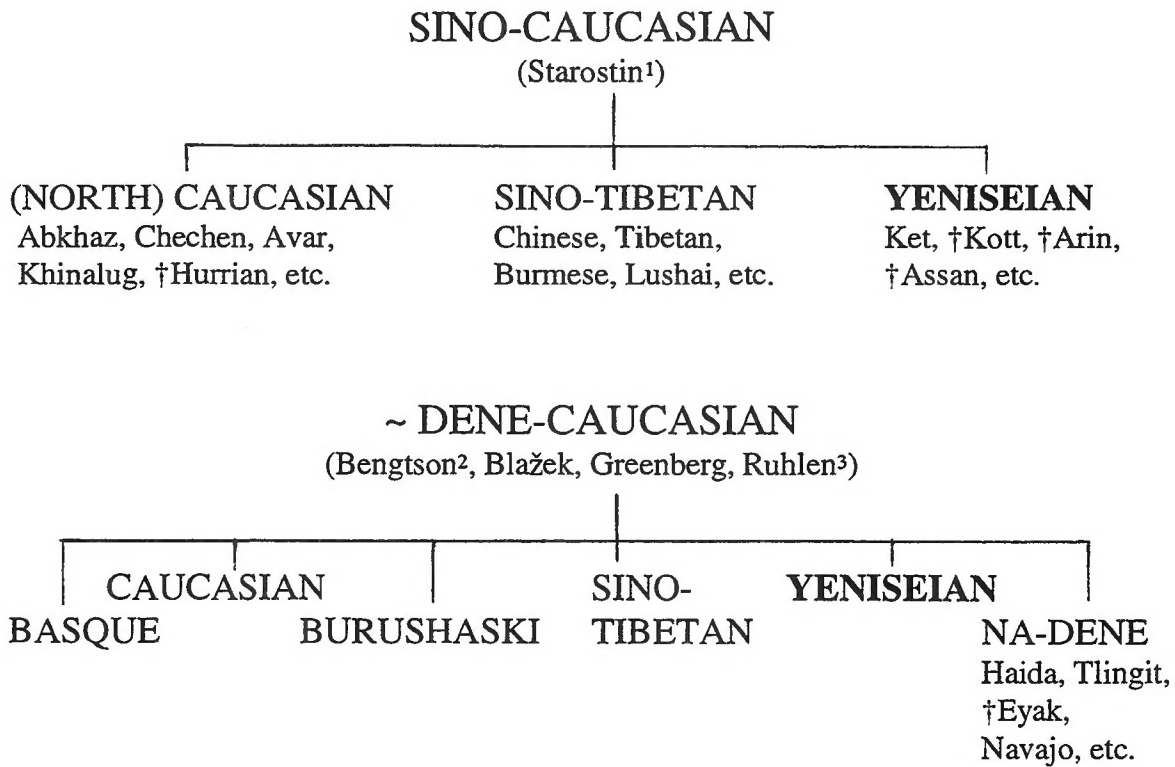 SINO-CAUCASIAN
(Starostin¹)
(NORTH) CAUCASIAN
Abkhaz, Chechen, Avar,
Khinalug, †Hurrian, etc.
SINO-TIBETAN
Chinese, Tibetan,
Burmese, Lushai, etc.
YENISEIAN
Ket, †Kott, †Arin,
†Assan, etc.
~ DENE-CAUCASIAN
(Bengtson², Blažek, Greenberg, Ruhlen³)
BASQUE
CAUCASIAN
BURUSHASKI
SINO-
TIBETAN
YENISEIAN
NA-DENE
Haida, Tlingit,
†Eyak,
Navajo, etc.